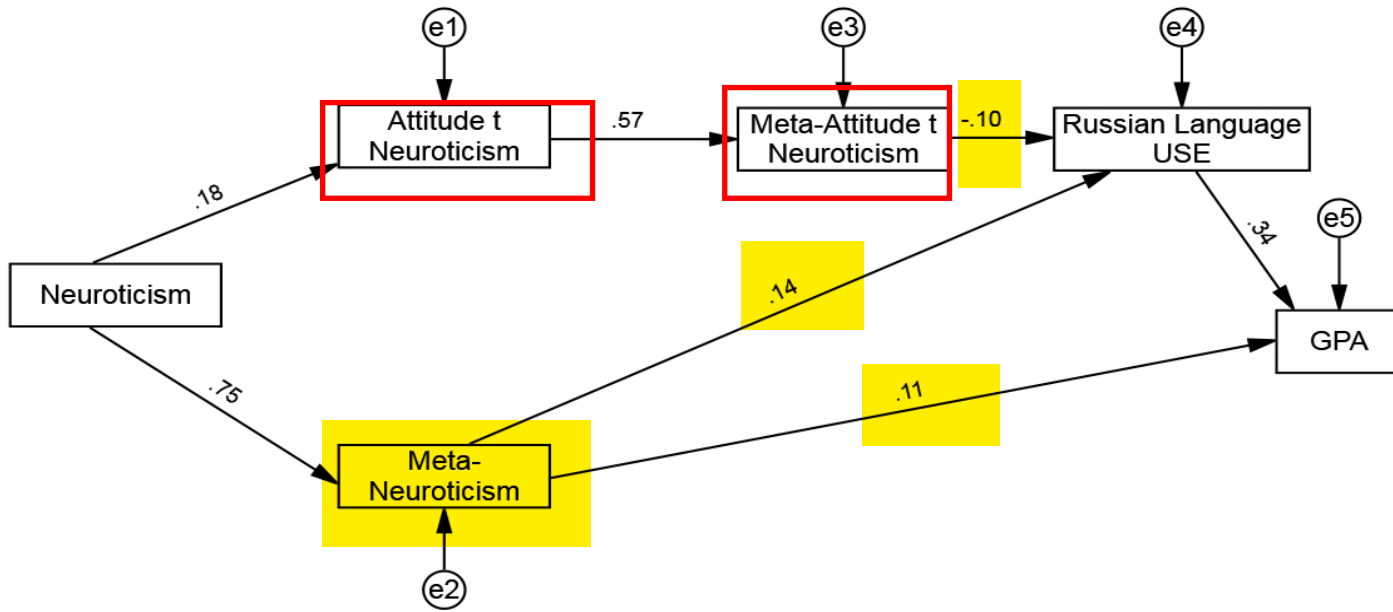 e1
e3
e4
Attitude t
Neuroticism
.57
Meta-Attitude t
Neuroticism
-.10
Russian Language
USE
.18
.34
e5
Neuroticism
.14
GPA
.75
.11
Meta-
Neuroticism
e2